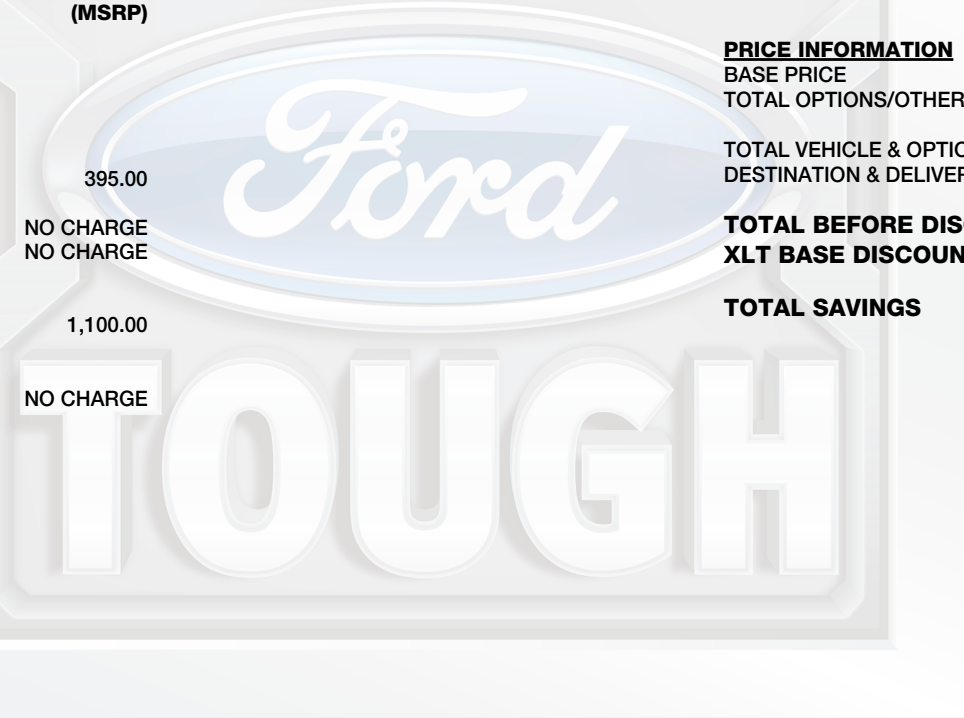 (MSRP)
395.00
NO CHARGE
NO CHARGE
1,100.00
NO CHARGE
PRICE INFORMATION
BASE PRICE
TOTAL OPTIONS/OTHER
TOTAL VEHICLE & OPTIO
DESTINATION & DELIVER
TOTAL BEFORE DIS
XLT BASE DISCOUN
TOTAL SAVINGS
Ford
TOUGH